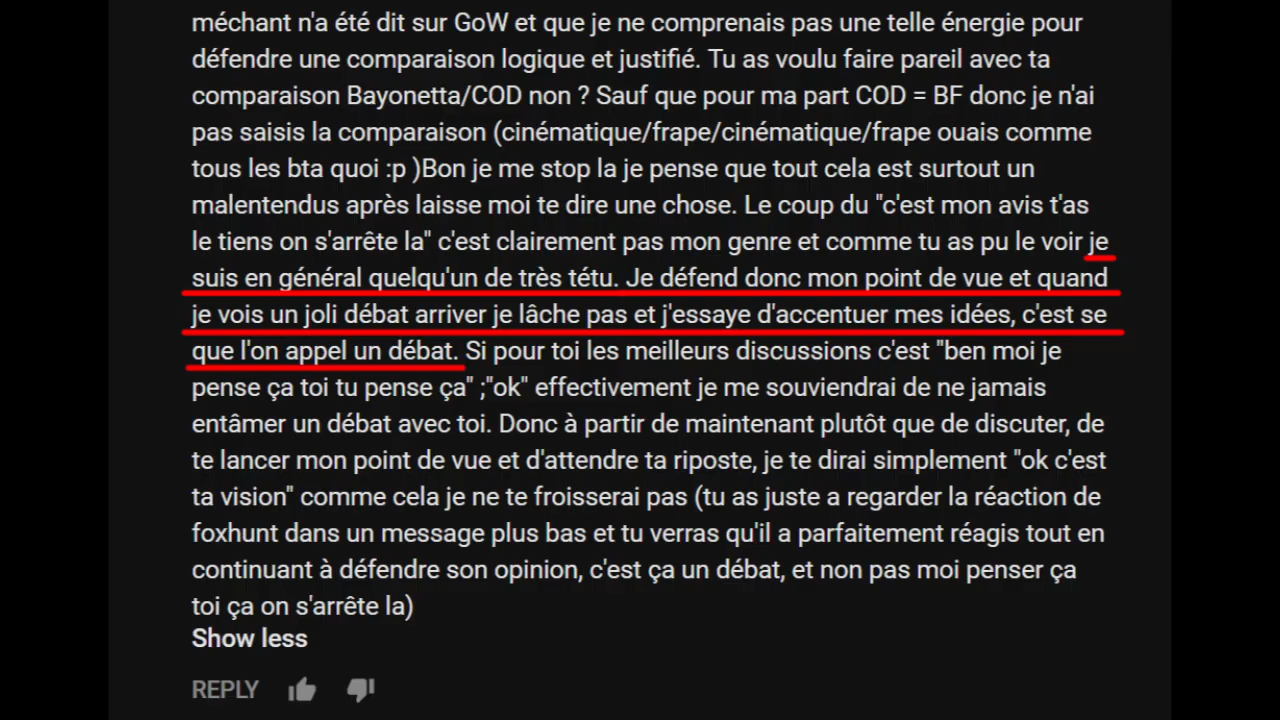 méchant n'a été dit sur GoW et que je ne comprenais pas une telle énergie pour
défendre une comparaison logique et justifié. Tu as voulu faire pareil avec ta
comparaison Bayonetta/COD non ? Sauf que pour ma part COD = BF donc je n'ai
pas saisis la comparaison (cinématique/frape/cinématique/frape ouais comme
tous les bta quoi :p )Bon je me stop la je pense que tout cela est surtout un
malentendus après laisse moi te dire une chose. Le coup du "c'est mon avis t'as
le tiens on s'arrête la" c'est clairement pas mon genre et comme tu as pu le voir je
suis en général quelqu'un de très tétu. Je défend donc mon point de vue et quand
je vois un joli débat arriver je lâche pas et j'essaye d'accentuer mes idées, c'est se
que l'on appel un débat. Si pour toi les meilleurs discussions c'est "ben moi je
pense ça toi tu pense ça" ;"ok" effectivement je me souviendrai de ne jamais
entâmer un débat avec toi. Donc à partir de maintenant plutôt que de discuter, de
te lancer mon point de vue et d'attendre ta riposte, je te dirai simplement "ok c'est
ta vision" comme cela je ne te froisserai pas (tu as juste a regarder la réaction de
foxhunt dans un message plus bas et tu verras qu'il a parfaitement réagis tout en
continuant à défendre son opinion, c'est ça un débat, et non pas moi penser ça
toi ça on s'arrête la)
Show less
REPLY